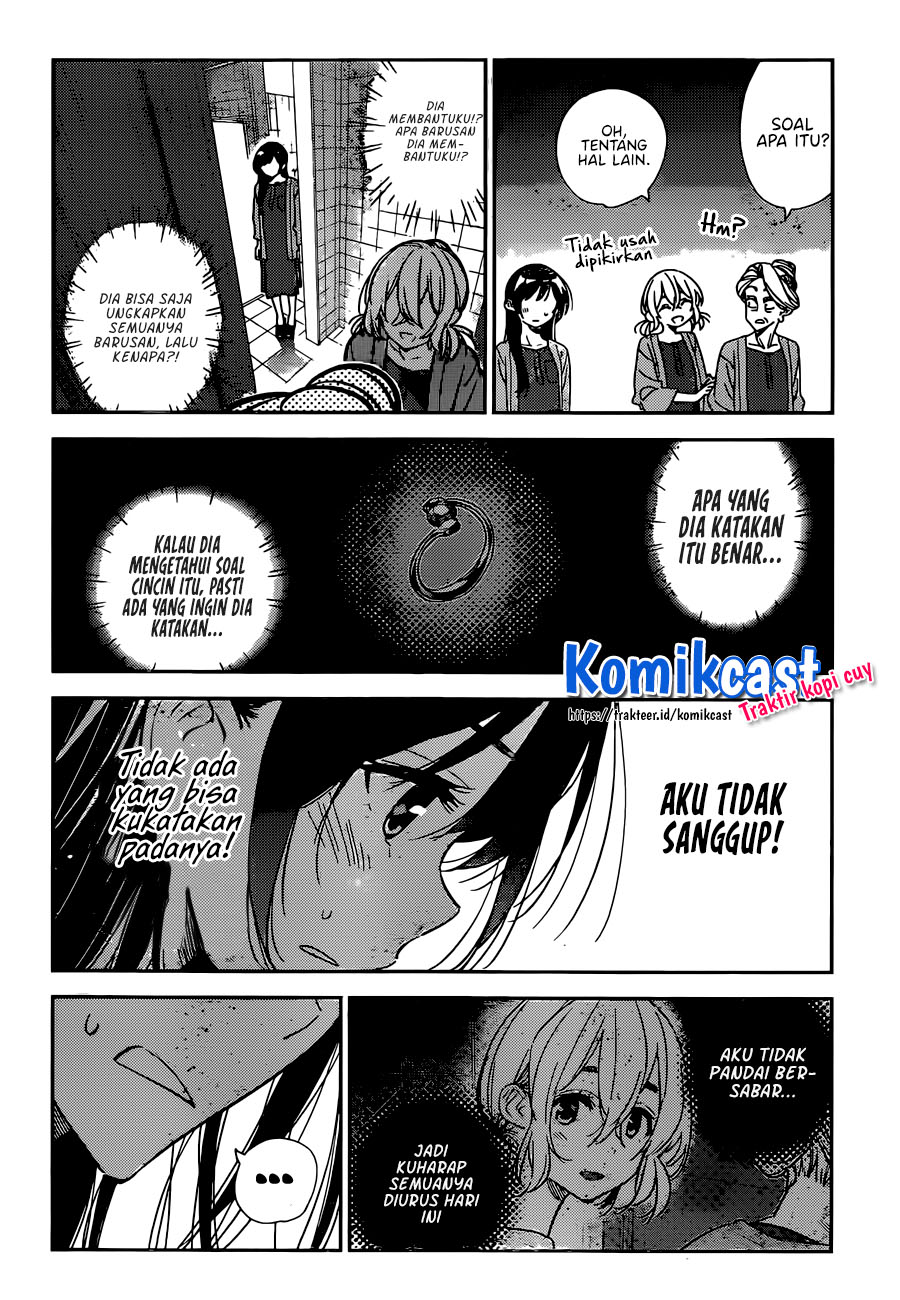 SOAL
APA ITU?
OH,
TENTANG
HAL LAIN.
Hm?
Tidak usah
dipikirkan
DIA
MEMBANTUKU!?
APA BARUSAN
DIA MEM-
BANTUKU!?
DIA BISA SAJA
UNGKAPKAN
SEMUANYA
BARUSAN, LALU
KENAPA?!
APA YANG
DIA KATAKAN
ITU BENAR...
KALAU DIA
MENGETAHUI SOAL
CINCIN ITU, PASTI
ADA YANG INGIN DIA
KATAKAN...
Komikcast
Traktir kopi cuy
https://trakteer.id/komikcast
AKU TIDAK
SANGGUP!
Tidak ada
yang bisa
kukatakan
padanya!
AKU TIDAK
PANDAI BER-
SABAR...
JADI
KUHARAP
SEMUANYA
DIURUS HARI
INI
...